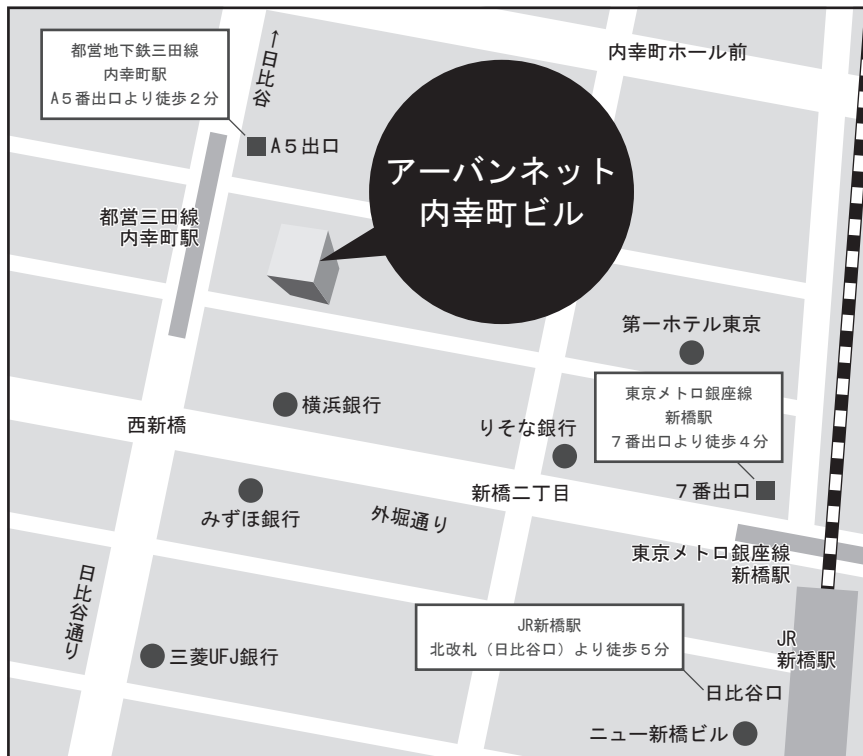 都営地下鉄三田線
内幸町駅
A5番出口より徒歩2分
↑日比谷
内幸町ホール前
A5出口
アーバンネット
内幸町ビル
都営三田線
内幸町駅
第一ホテル東京
東京メトロ銀座線
新橋駅
7番出口より徒歩4分
横浜銀行
西新橋
りそな銀行
新橋二丁目
7番出口
みずほ銀行
外堀通り
東京メトロ銀座線
新橋駅
日比谷通り
JR新橋駅
北改札（日比谷口）より徒歩5分
JR
新橋駅
三菱UFJ銀行
日比谷口
ニュー新橋ビル